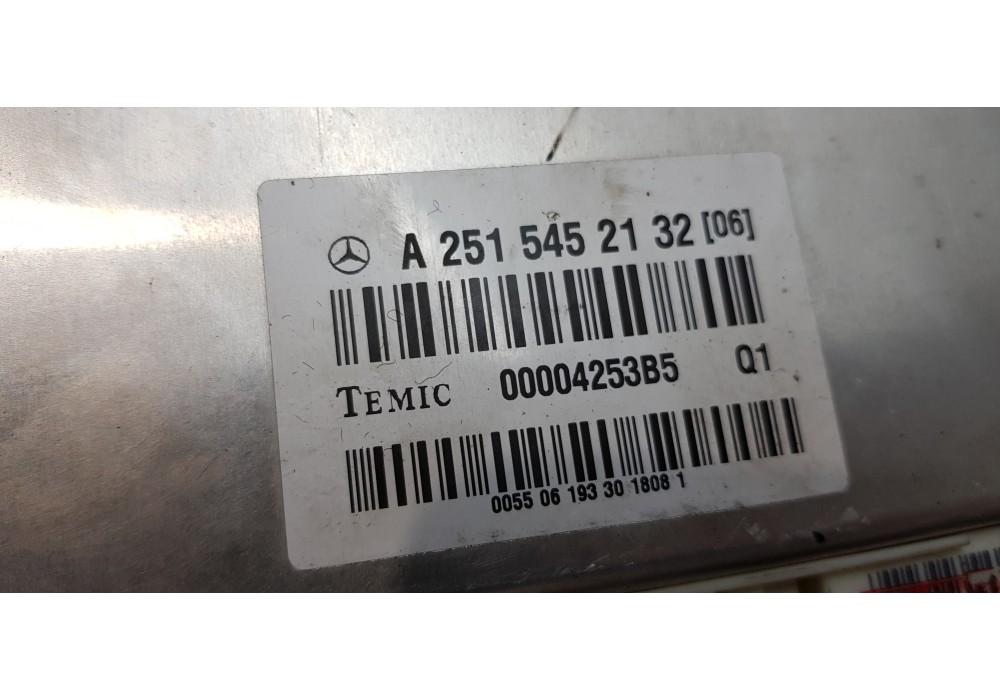 A 251 545 21 32 [06]
TEMIC 00004253B5 Q1
0055 06 193 30 1808 1